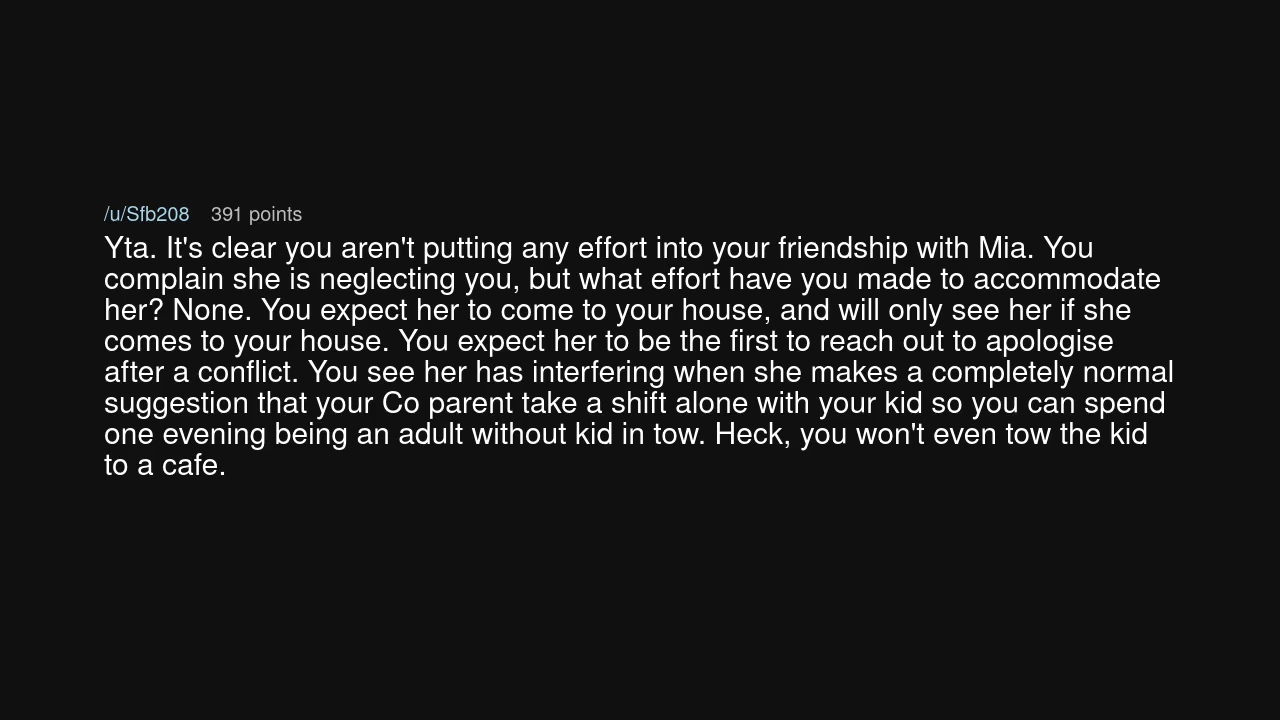 /u/Sfb208 391 points
Yta. It's clear you aren't putting any effort into your friendship with Mia. You
complain she is neglecting you, but what effort have you made to accommodate
her? None. You expect her to come to your house, and will only see her if she
comes to your house. You expect her to be the first to reach out to apologise
after a conflict. You see her has interfering when she makes a completely normal
suggestion that your Co parent take a shift alone with your kid so you can spend
one evening being an adult without kid in tow. Heck, you won't even tow the kid
to a cafe.